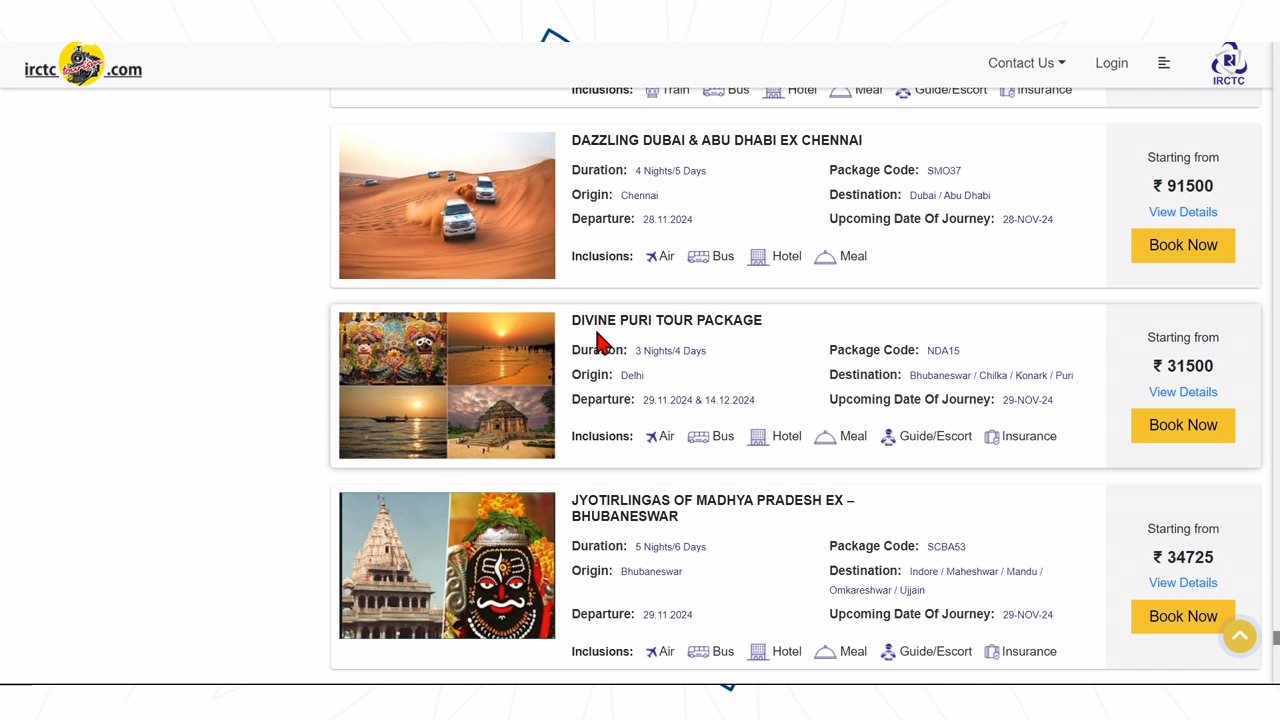 irctc tourism .com
Contact Us
Login
IRCTC
Inclusions: Train Bus Hotel Meal Guide/Escort Insurance
DAZZLING DUBAI & ABU DHABI EX CHENNAI
Duration: 4 Nights/5 Days
Package Code: SMO37
Origin: Chennai
Destination: Dubai / Abu Dhabi
Departure: 28.11.2024
Upcoming Date Of Journey: 28-NOV-24
Inclusions: Air Bus Hotel Meal
Starting from
₹ 91500
View Details
Book Now
DIVINE PURI TOUR PACKAGE
Duration: 3 Nights/4 Days
Package Code: NDA15
Origin: Delhi
Destination: Bhubaneswar / Chilka / Konark / Puri
Departure: 29.11.2024 & 14.12.2024
Upcoming Date Of Journey: 29-NOV-24
Inclusions: Air Bus Hotel Meal Guide/Escort Insurance
Starting from
₹ 31500
View Details
Book Now
JYOTIRLINGAS OF MADHYA PRADESH EX –
BHUBANESWAR
Duration: 5 Nights/6 Days
Package Code: SCBA53
Origin: Bhubaneswar
Destination: Indore / Maheshwar / Mandu /
Omkareshwar / Ujjain
Departure: 29.11.2024
Upcoming Date Of Journey: 29-NOV-24
Inclusions: Air Bus Hotel Meal Guide/Escort Insurance
Starting from
₹ 34725
View Details
Book Now